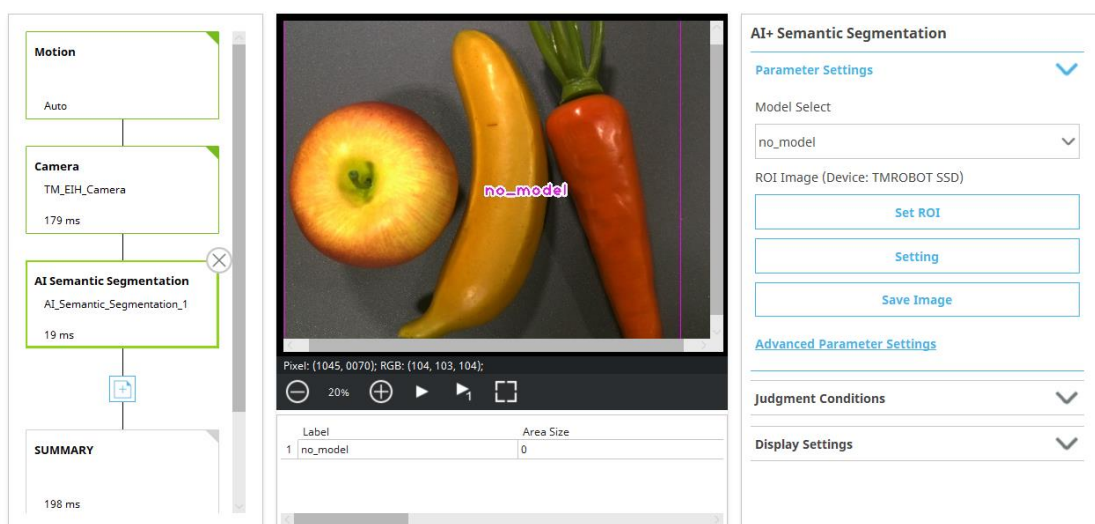 Motion
Auto
Camera
TM_EIH_Camera
179 ms
AI Semantic Segmentation
AI_Semantic_Segmentation_1
19 ms
SUMMARY
198 ms
no_model
Pixel: (1045, 0070); RGB: (104, 103, 104);
20%
1
Label Area Size
1 no_model 0
AI+ Semantic Segmentation
Parameter Settings
Model Select
no_model
ROI Image (Device: TMROBOT SSD)
Set ROI
Setting
Save Image
Advanced Parameter Settings
Judgment Conditions
Display Settings